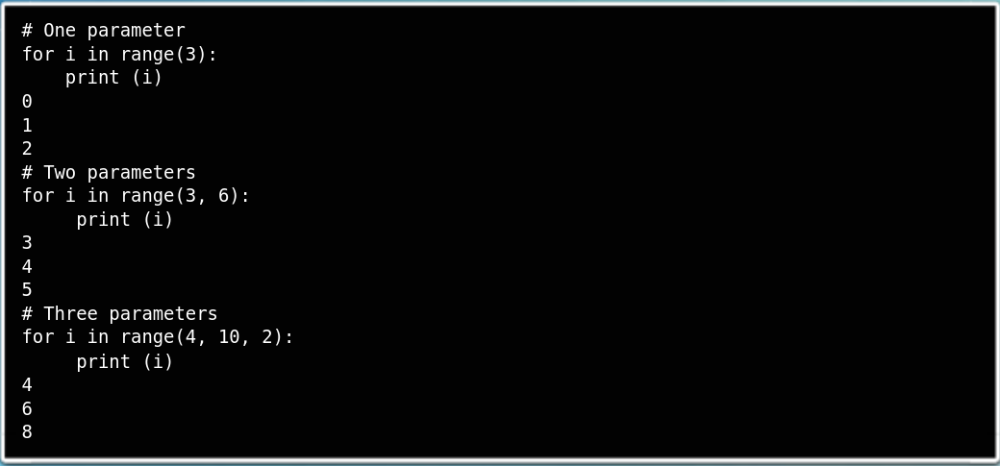 # One parameter
for i in range(3):
    print (i)
0
1
2
# Two parameters
for i in range(3, 6):
     print (i)
3
4
5
# Three parameters
for i in range(4, 10, 2):
     print (i)
4
6
8